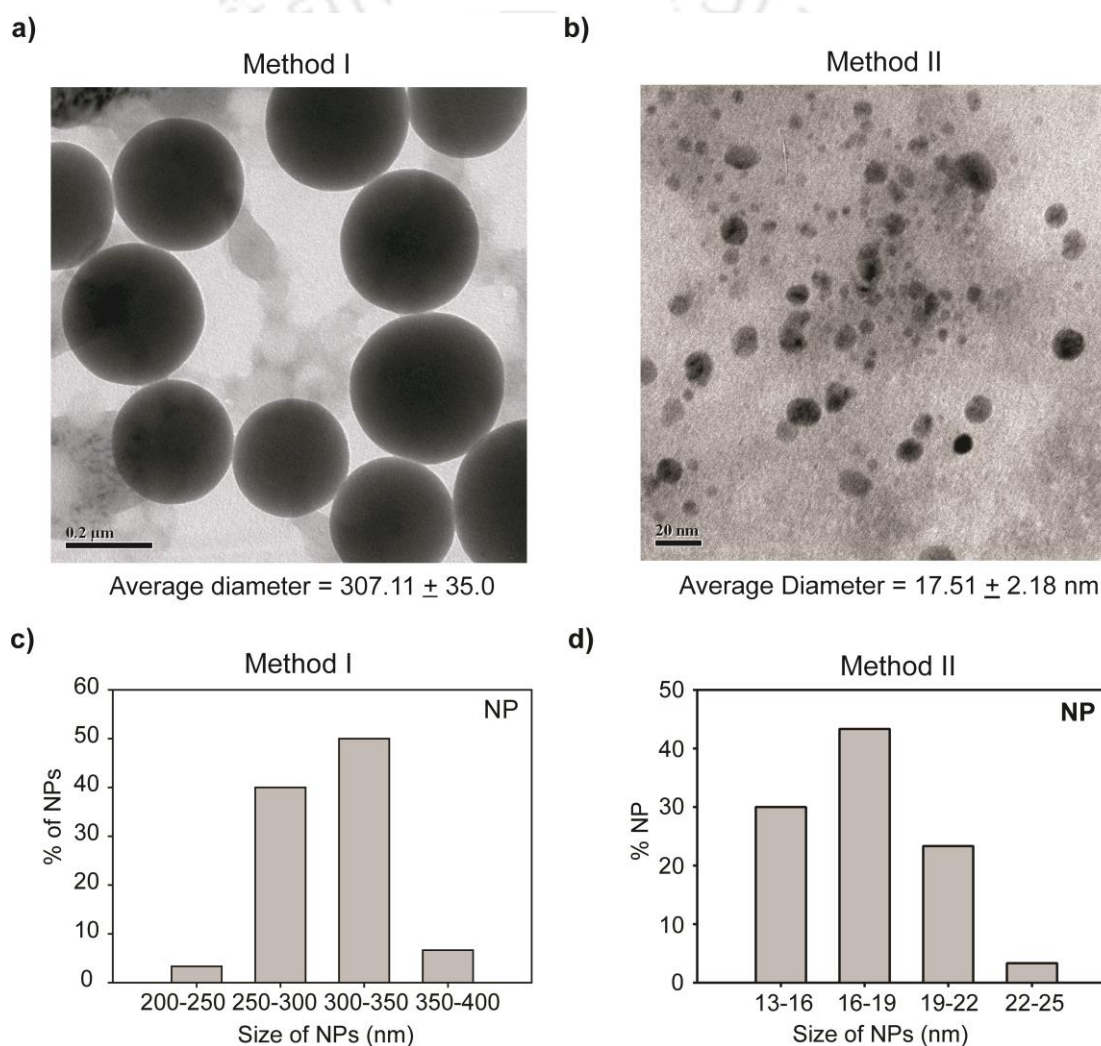 a)
Method I
0.2 µm
Average diameter = 307.11 ± 35.0
b)
Method II
20 nm
Average Diameter = 17.51 ± 2.18 nm
c)
Method I
NP
60
50
40
30
20
10
0
% of NPs
200-250 250-300 300-350 350-400
Size of NPs (nm)
d)
Method II
NP
50
40
30
20
10
0
% NP
13-16 16-19 19-22 22-25
Size of NPs (nm)